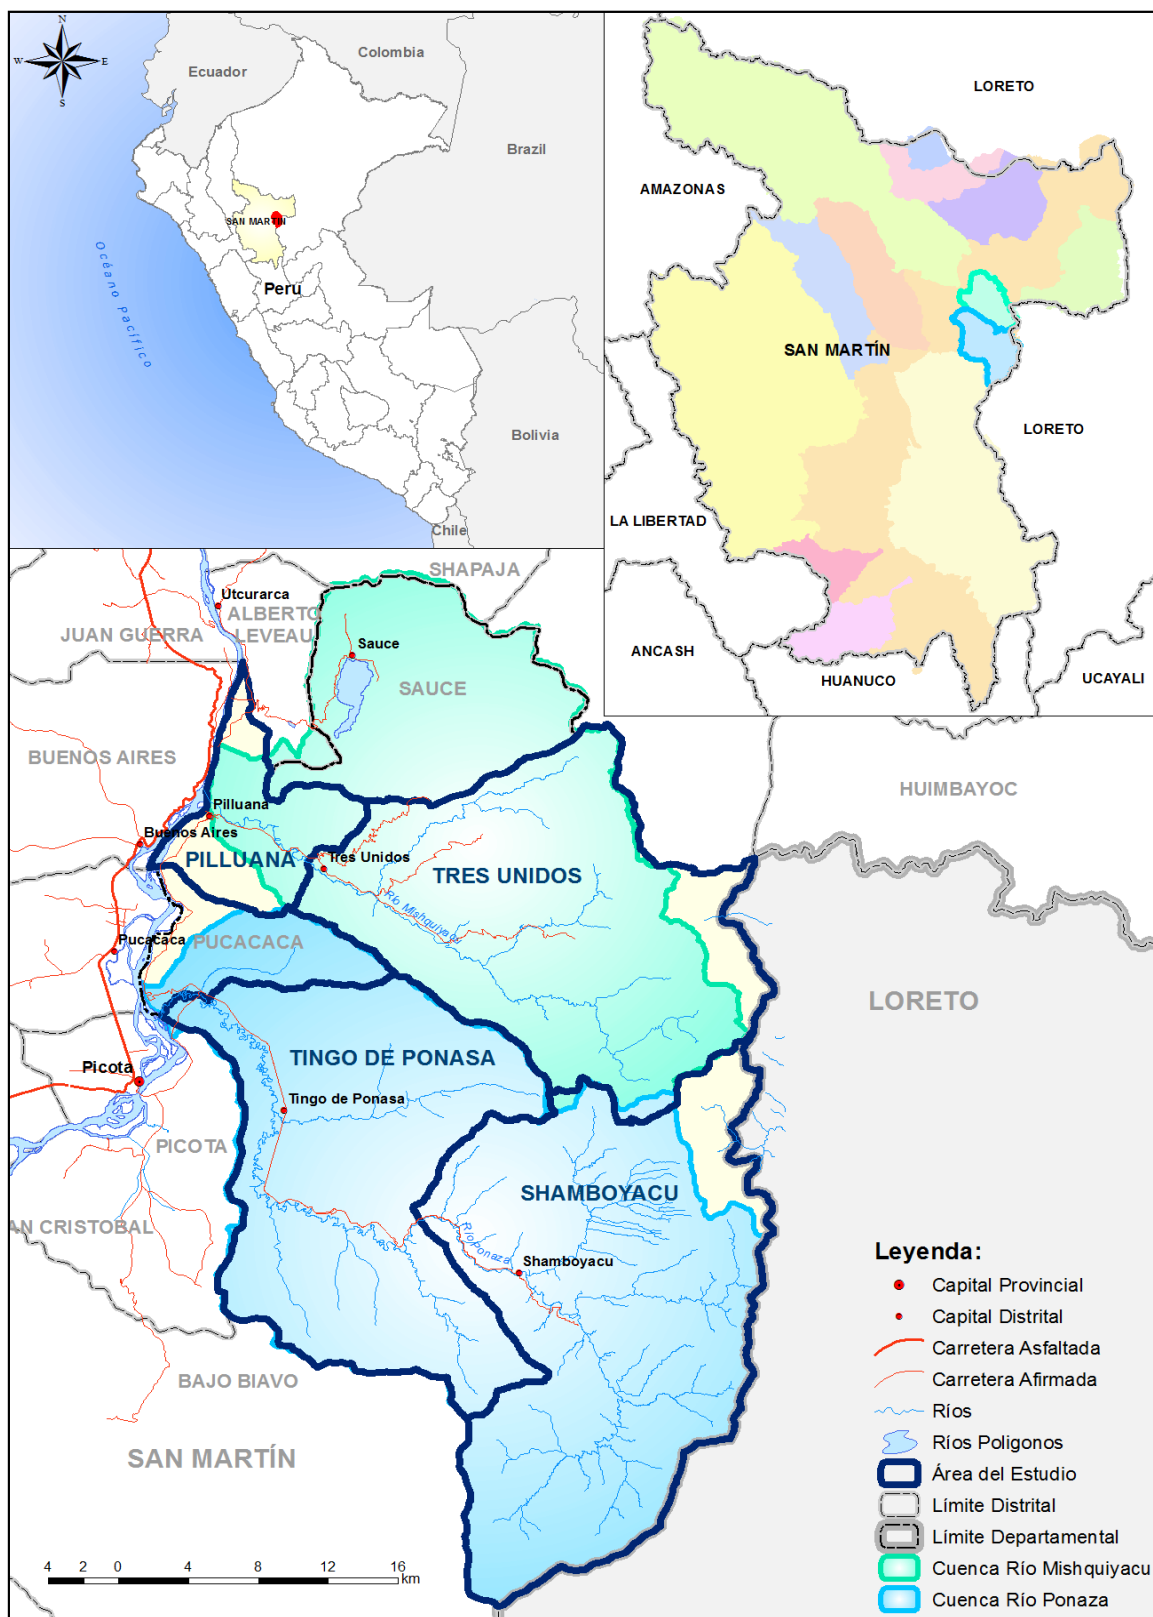 N
W
E
S
Colombia
Ecuador
Brazil
SAN MARTÍN
Océano pacífico
Perú
Bolivia
Chile
LORETO
AMAZONAS
SAN MARTÍN
LORETO
LA LIBERTAD
ANCASH
HUANUCO
UCAYALI
SHAPAJA
Utcurarca
ALBERTO
LEVEAU
JUAN GUERRA
Sauce
SAUCE
BUENOS AIRES
HUIMBAYOC
Pilluana
Buenos Aires
PILLUANA
Tres Unidos
TRES UNIDOS
Río Mishquiyacu
Pucacaca
PUCACACA
LORETO
TINGO DE PONASA
Picota
Tingo de Ponasa
PICOTA
SHAMBOYACU
AN CRISTOBAL
Río Ponaza
Shamboyacu
BAJO BIAVO
SAN MARTÍN
Leyenda:
Capital Provincial
Capital Distrital
Carretera Asfaltada
Carretera Afirmada
Ríos
Ríos Poligonos
Área del Estudio
Límite Distrital
Límite Departamental
Cuenca Río Mishquiyacu
Cuenca Río Ponaza
4 2 0 4 8 12 16
km